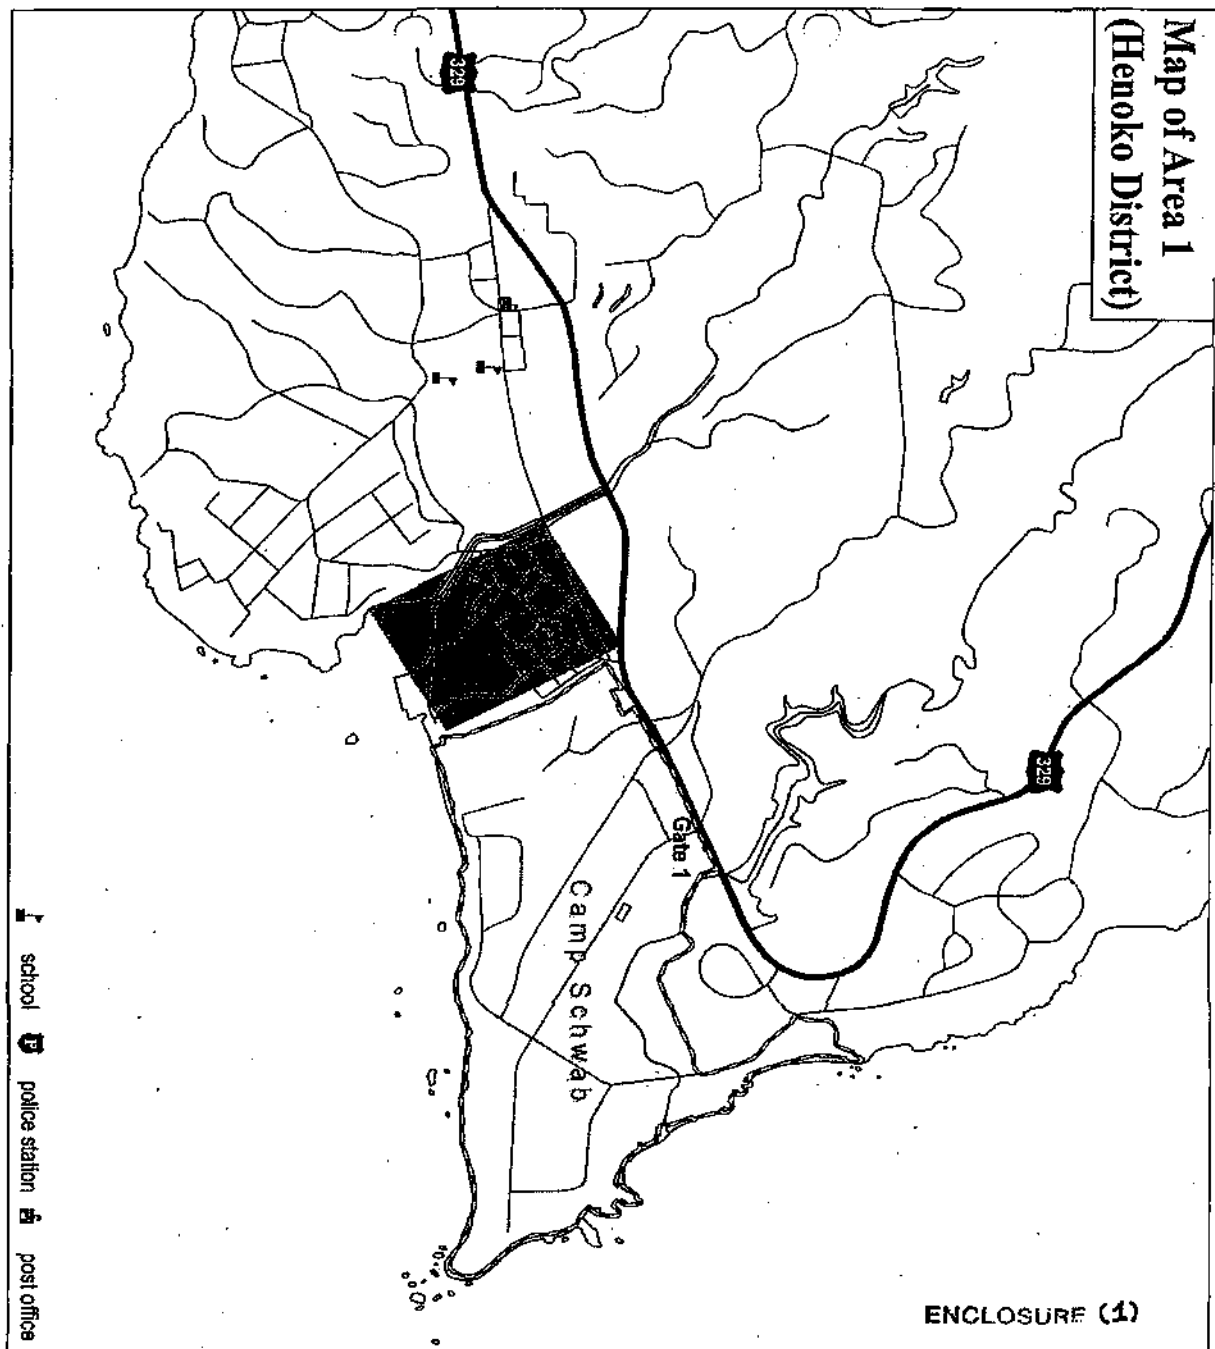 Map of Area 1
(Henoko District)
329
329
Gate 1
Camp Schwab
school
P
police station
post office
ENCLOSURE (1)